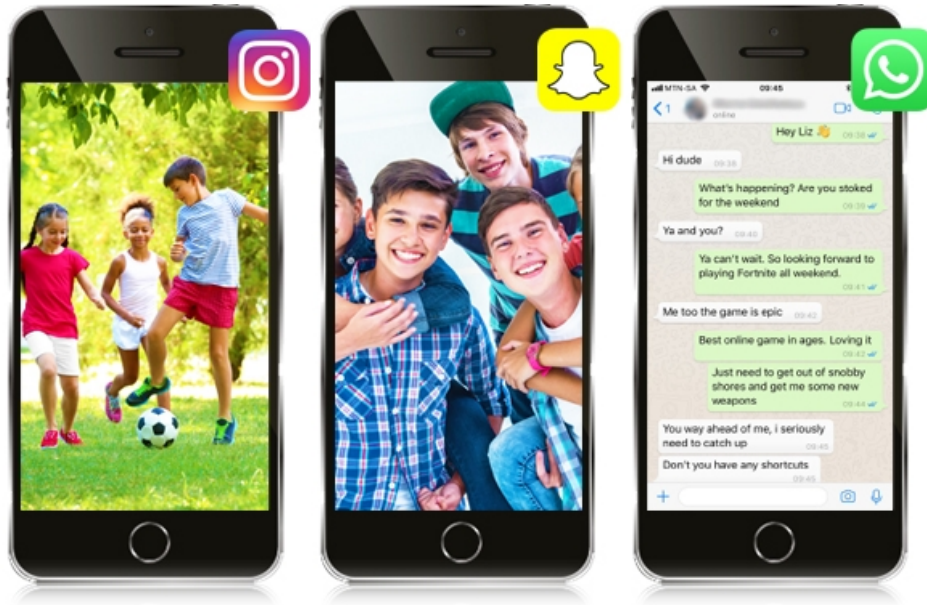 MTN-SA
09:45
1
online
Hey Liz 👋 09:38
Hi dude 09:38
What's happening? Are you stoked
for the weekend
09:39
Ya and you? 09:40
Ya can't wait. So looking forward to
playing Fortnite all weekend.
09:41
Me too the game is epic 09:42
Best online game in ages. Loving it
09:42
Just need to get out of snobby
shores and get me some new
weapons
09:44
You way ahead of me, i seriously
need to catch up
09:45
Don't you have any shortcuts
09:45